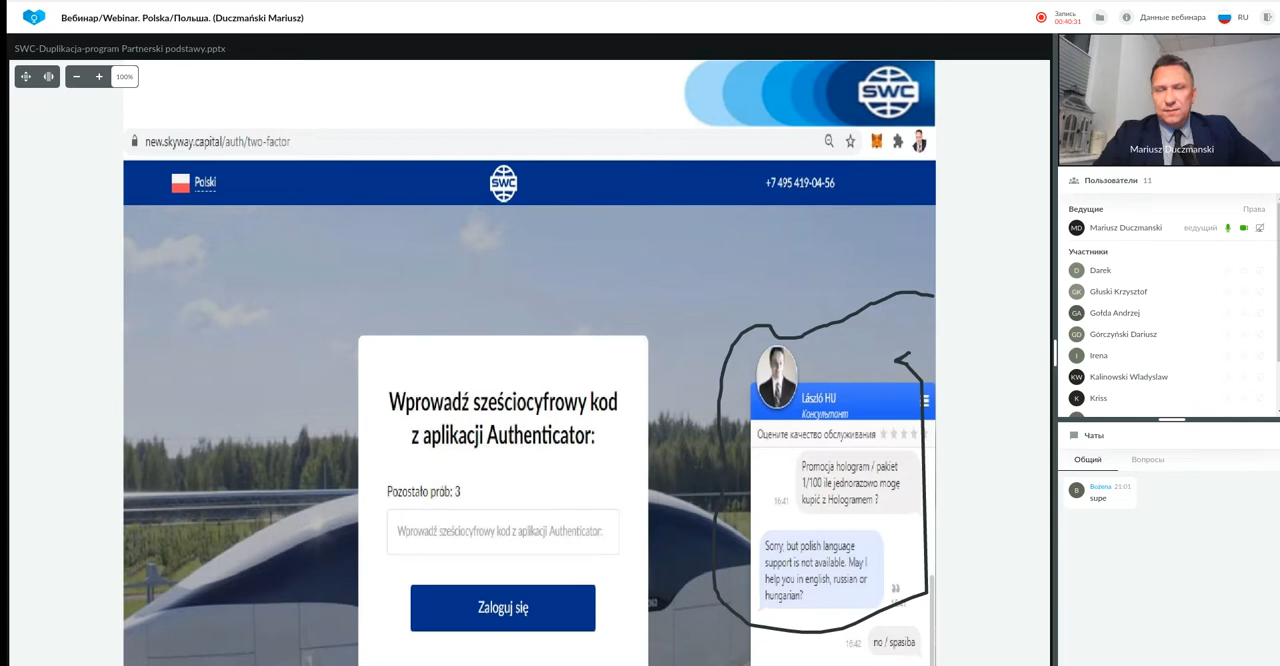 Вебинар/Webinar. Polska/Польша. (Duczmański Mariusz)
Запись
00:40:31
Данные вебинара
RU
SWC-Duplikacja-program Partnerski podstawy.pptx
100%
SWC
new.skyway.capital/auth/two-factor
Polski
SWC
+7 495 419-04-56
Wprowadź sześciocyfrowy kod
z aplikacji Authenticator:
Pozostało prób: 3
Wprowadź sześciocyfrowy kod z aplikacji Authenticator:
Zaloguj się
László HU
Консультант
Оцените качество обслуживания
Promocja hologram / pakiet
1/100 ile jednorazowo mogę
kupić z Hologramem ?
16:41
Sorry, but polish language
support is not available. May I
help you in english, russian or
hungarian?
16:42
no / spasiba
Mariusz Duczmanski
Пользователи 11
Ведущие
Права
MD
Mariusz Duczmanski
ведущий
Участники
D
Darek
GK
Głuski Krzysztof
GA
Gołda Andrzej
GD
Górczyński Dariusz
I
Irena
KW
Kalinowski Wladyslaw
K
Kriss
Чаты
Общий
Вопросы
B
Bożena 21:01
supe